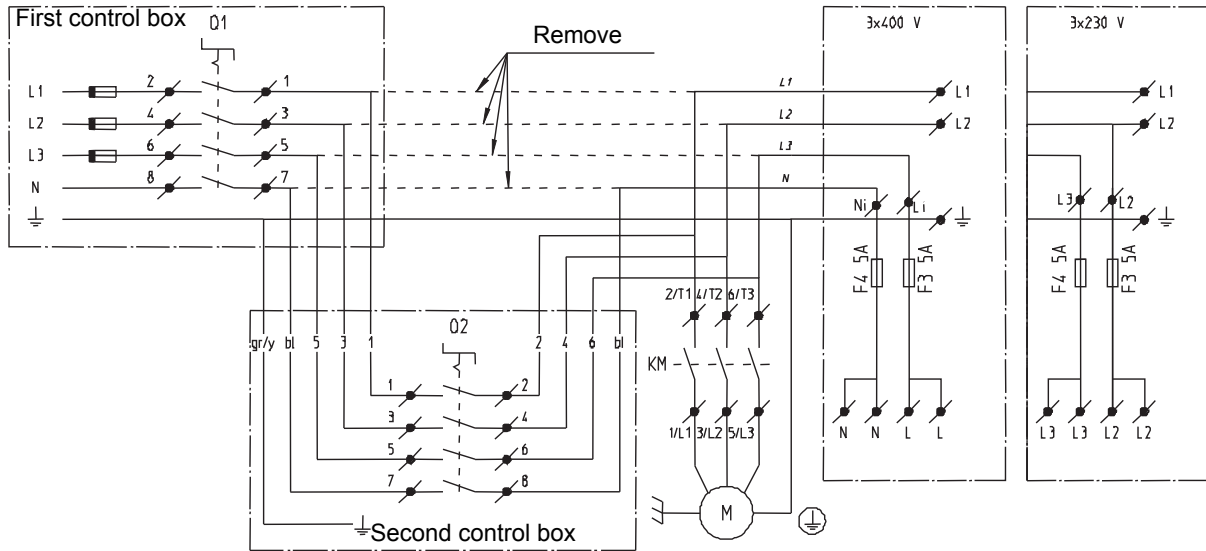 First control box
Q1
Remove
3x400 V
3x230 V
L1 2 1 L1 L1 L1
L2 4 3 L2 L2 L2
L3 6 5 L3
N 8 7 N
Ni Li L3 L2
F4 5A F3 5A F4 5A F3 5A
2/T1 4/T2 6/T3
Q2
gr/y bl 5 3 1 2 4 6 bl
KM
1 2
3 4
5 6
7 8
1/L1 3/L2 5/L3
N N L L L3 L3 L2 L2
M
Second control box